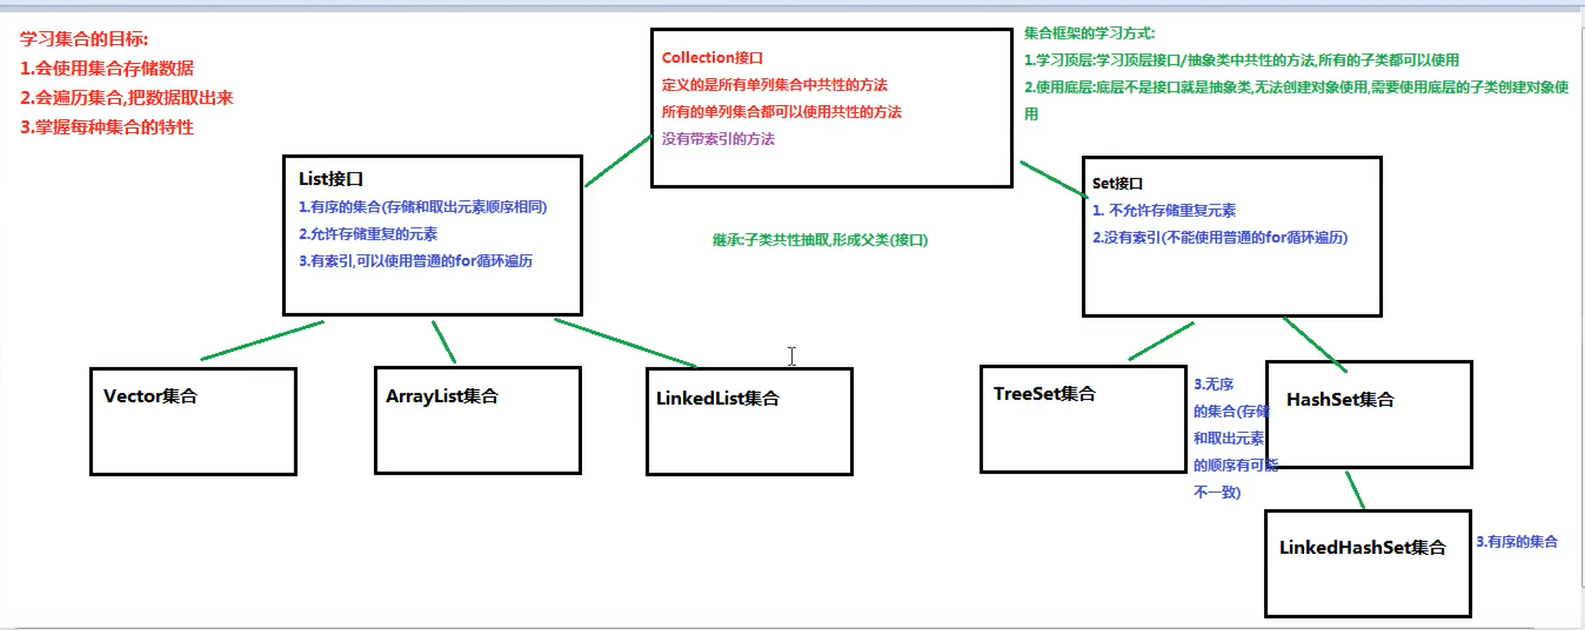 学习集合的目标:
1.会使用集合存储数据
2.会遍历集合,把数据取出来
3.掌握每种集合的特性
Collection接口
定义的是所有单列集合中共性的方法
所有的单列集合都可以使用共性的方法
没有带索引的方法
集合框架的学习方式:
1.学习顶层:学习顶层接口/抽象类中共性的方法,所有的子类都可以使用
2.使用底层:底层不是接口就是抽象类,无法创建对象使用,需要使用底层的子类创建对象使
用
List接口
1.有序的集合(存储和取出元素顺序相同)
2.允许存储重复的元素
3.有索引,可以使用普通的for循环遍历
继承:子类共性抽取,形成父类(接口)
Set接口
1. 不允许存储重复元素
2.没有索引(不能使用普通的for循环遍历)
Vector集合
ArrayList集合
LinkedList集合
TreeSet集合
3.无序
的集合(存储
和取出元素
的顺序有可能
不一致)
HashSet集合
LinkedHashSet集合
3.有序的集合